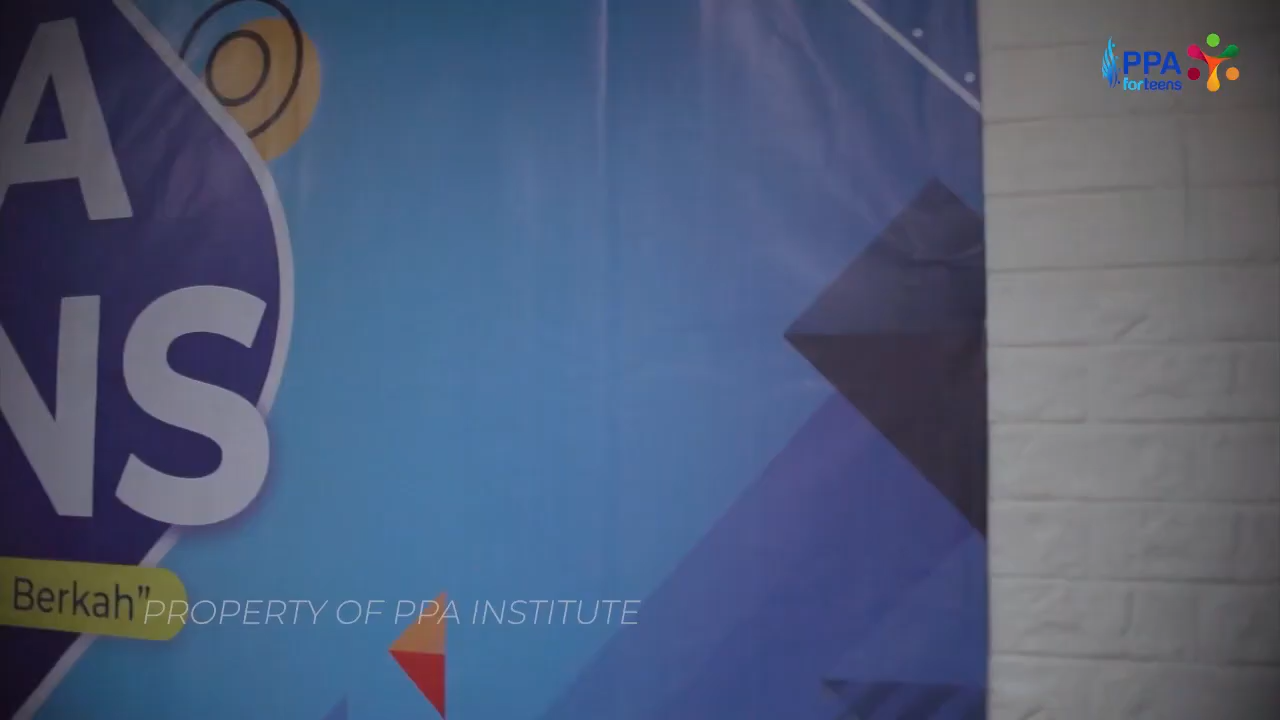 PPA
forteens
A
NS
Berkah"
PROPERTY OF PPA INSTITUTE